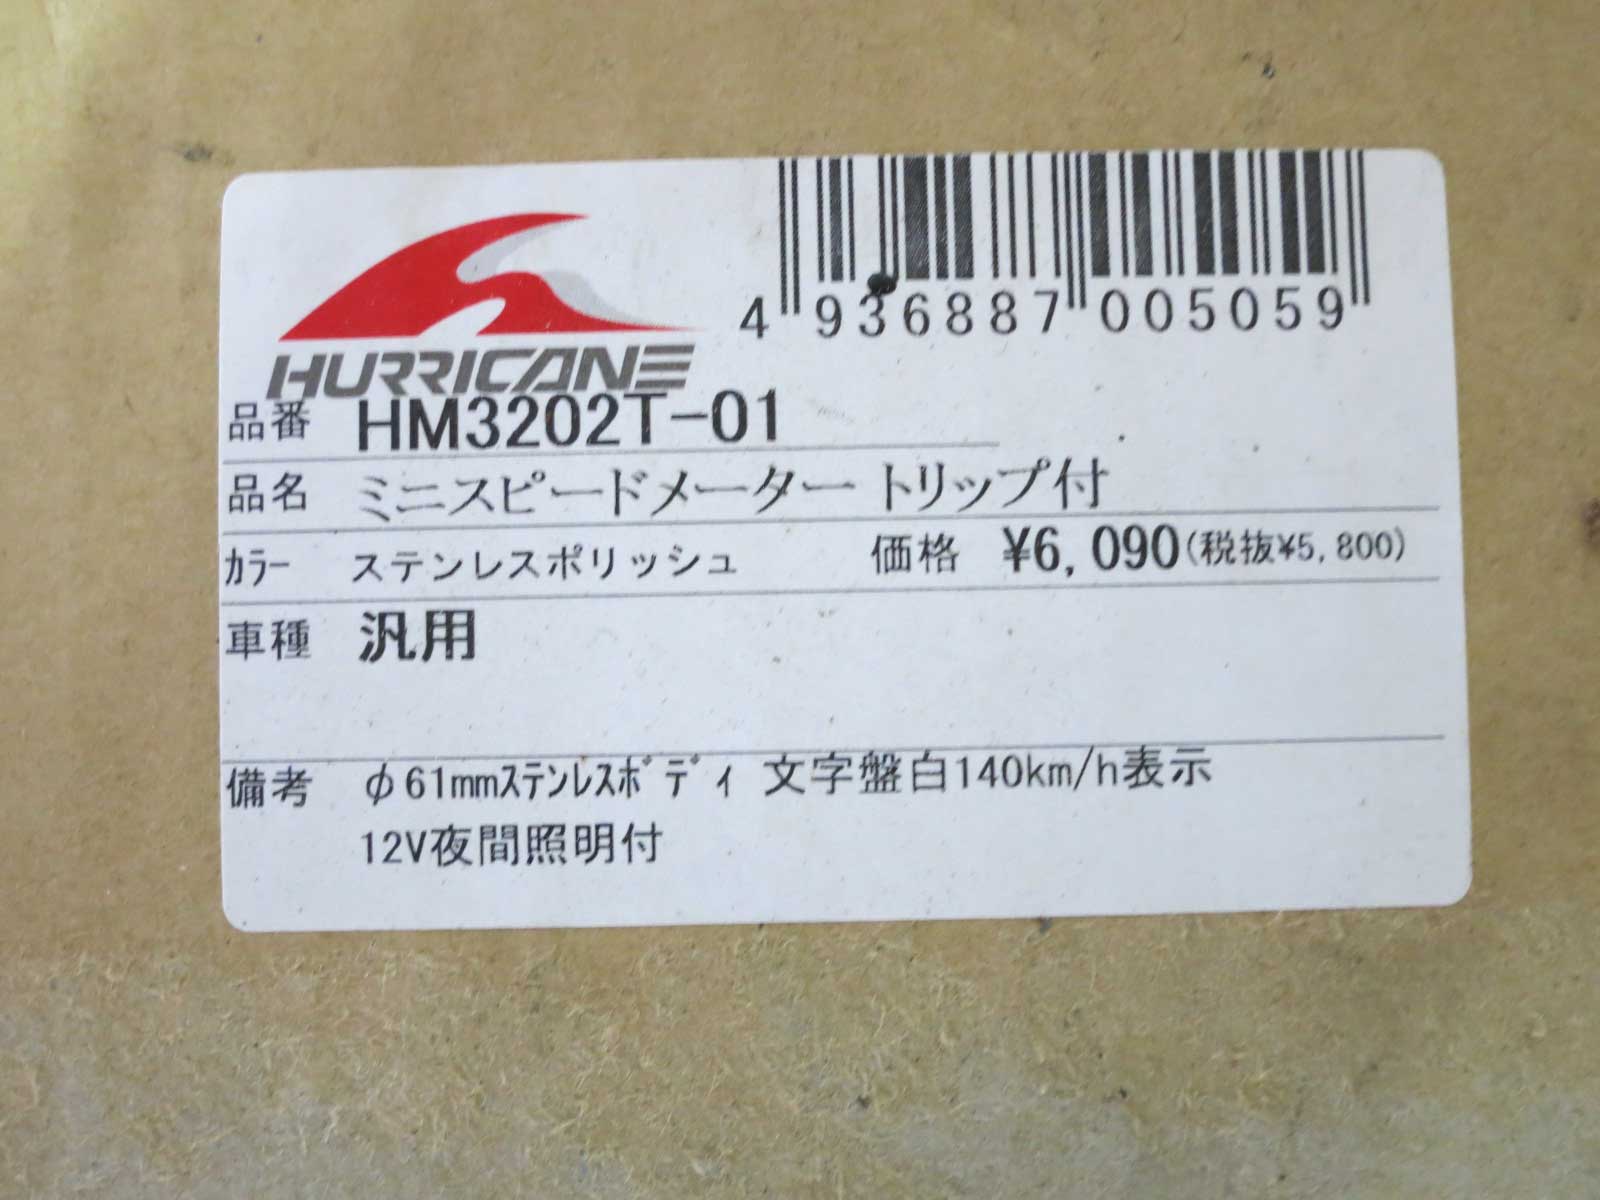 4 936887 005059
HURRICANE
品番 HM3202T-01
品名 ミニスピードメーター トリップ付
ｶﾗｰ ステンレスポリッシュ 価格 ¥6,090(税抜¥5,800)
車種 汎用
備考 φ61mmｽﾃﾝﾚｽﾎﾞﾃﾞｨ 文字盤白140km/h表示
12V夜間照明付